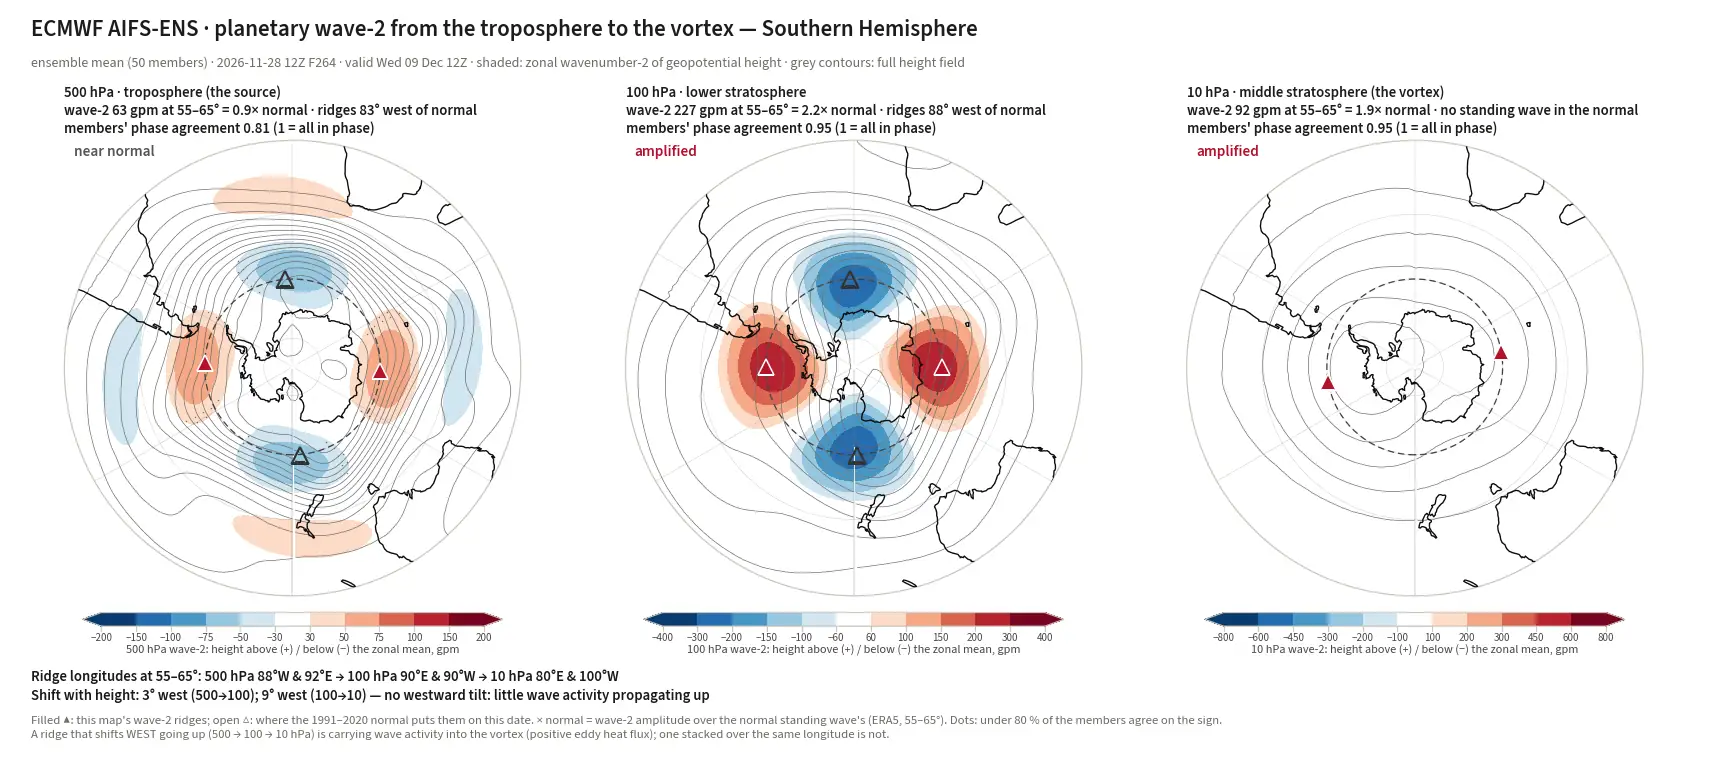 ECMWF AIFS-ENS · planetary wave-2 from the troposphere to the vortex — Southern Hemisphere
ensemble mean (50 members) · 2026-11-28 12Z F264 · valid Wed 09 Dec 12Z · shaded: zonal wavenumber-2 of geopotential height · grey contours: full height field
500 hPa · troposphere (the source)
wave-2 63 gpm at 55–65° = 0.9× normal · ridges 83° west of normal
members' phase agreement 0.81 (1 = all in phase)
near normal
100 hPa · lower stratosphere
wave-2 227 gpm at 55–65° = 2.2× normal · ridges 88° west of normal
members' phase agreement 0.95 (1 = all in phase)
amplified
10 hPa · middle stratosphere (the vortex)
wave-2 92 gpm at 55–65° = 1.9× normal · no standing wave in the normal
members' phase agreement 0.95 (1 = all in phase)
amplified
−200 −150 −100 −75 −50 −30 30 50 75 100 150 200
500 hPa wave-2: height above (+) / below (−) the zonal mean, gpm
−400 −300 −200 −150 −100 −60 60 100 150 200 300 400
100 hPa wave-2: height above (+) / below (−) the zonal mean, gpm
−800 −600 −450 −300 −200 −100 100 200 300 450 600 800
10 hPa wave-2: height above (+) / below (−) the zonal mean, gpm
Ridge longitudes at 55–65°: 500 hPa 88°W & 92°E → 100 hPa 90°E & 90°W → 10 hPa 80°E & 100°W
Shift with height: 3° west (500→100); 9° west (100→10) — no westward tilt: little wave activity propagating up
Filled ▲: this map's wave-2 ridges; open △: where the 1991–2020 normal puts them on this date. × normal = wave-2 amplitude over the normal standing wave's (ERA5, 55–65°). Dots: under 80 % of the members agree on the sign.
A ridge that shifts WEST going up (500 → 100 → 10 hPa) is carrying wave activity into the vortex (positive eddy heat flux); one stacked over the same longitude is not.